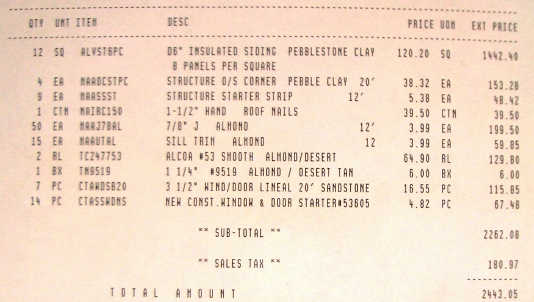 QTY UNT ITEM DESC PRICE UOM EXT PRICE
12 SQ ALVST6PC D6" INSULATED SIDING PEBBLESTONE CLAY 120.20 SQ 1442.40
8 PANELS PER SQUARE
4 EA MAAOCSTPC STRUCTURE O/S CORNER PEBBLE CLAY 20' 38.32 EA 153.28
9 EA MAASSST STRUCTURE STARTER STRIP 12' 5.38 EA 48.42
1 CTN MAIRC150 1-1/2" HAND ROOF NAILS 39.50 CTN 39.50
50 EA MAAJ78AL 7/8" J ALMOND 12' 3.99 EA 199.50
15 EA MAAUTAL SILL TRIM ALMOND 12 3.99 EA 59.85
2 RL TC247753 ALCOA #53 SMOOTH ALMOND/DESERT 64.90 RL 129.80
1 BX TN9519 1 1/4" #9519 ALMOND / DESERT TAN 6.00 BX 6.00
7 PC CTAWDSB20 3 1/2" WIND/DOOR LINEAL 20' SANDSTONE 16.55 PC 115.85
14 PC CTASSWDNS NEW CONST.WINDOW & DOOR STARTER#53605 4.82 PC 67.48
** SUB-TOTAL ** 2262.08
** SALES TAX ** 180.97
TOTAL AMOUNT 2443.05